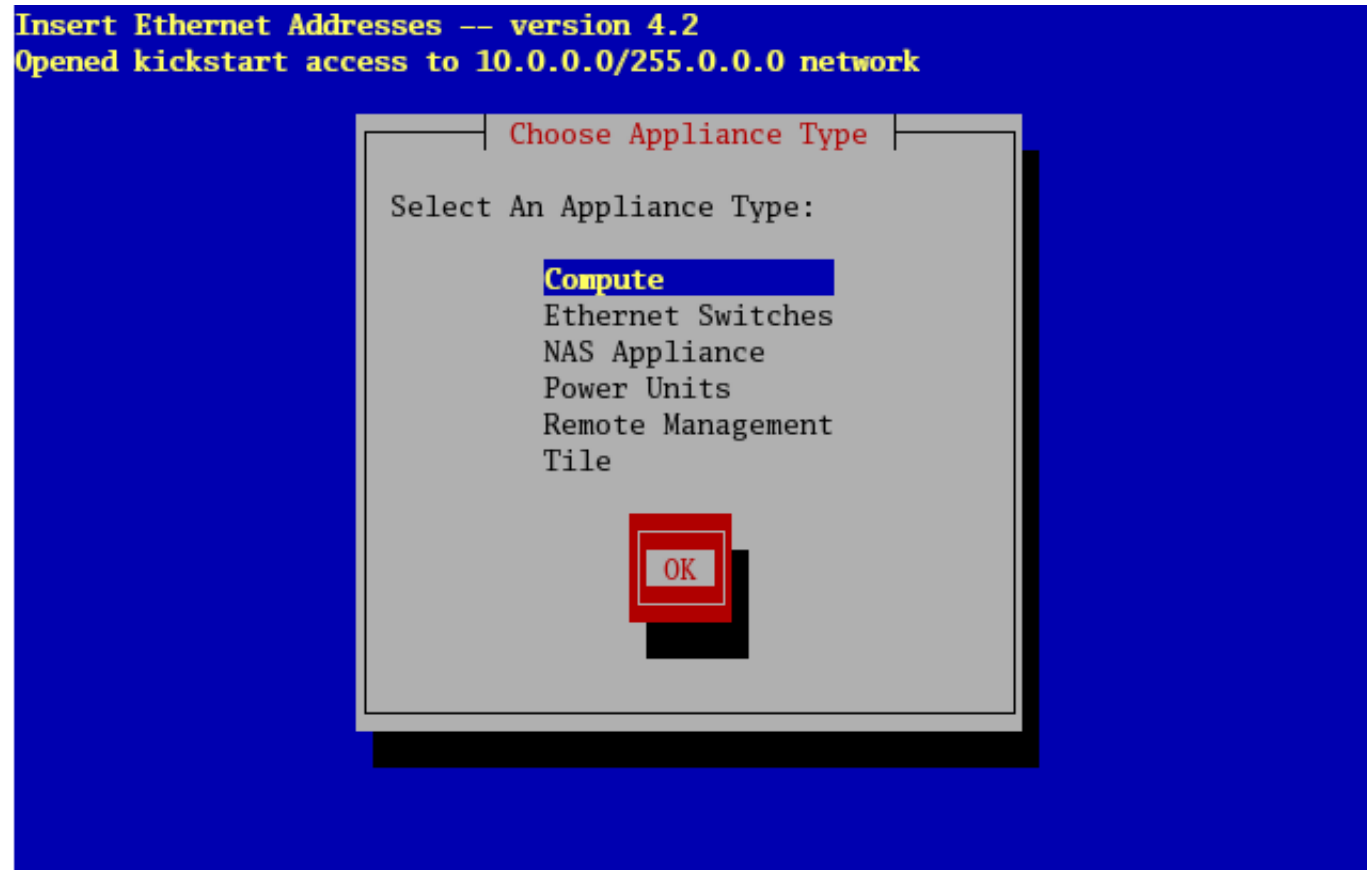 Insert Ethernet Addresses -- version 4.2
Opened kickstart access to 10.0.0.0/255.0.0.0 network
Choose Appliance Type
Select An Appliance Type:
Compute
Ethernet Switches
NAS Appliance
Power Units
Remote Management
Tile
OK